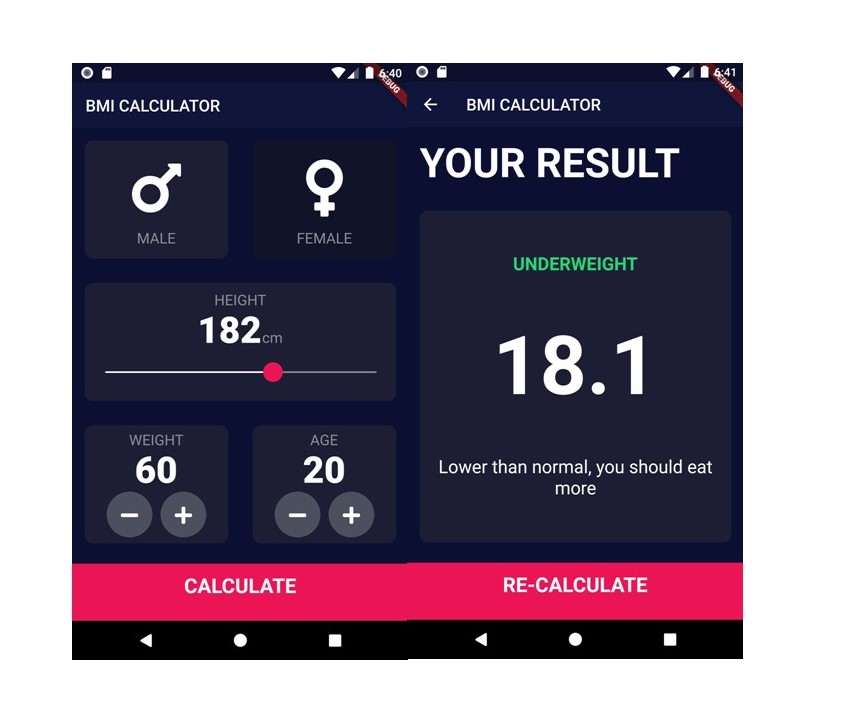 6:40
DEBUG
BMI CALCULATOR
MALE
FEMALE
HEIGHT
182cm
WEIGHT
60
AGE
20
CALCULATE
6:41
DEBUG
BMI CALCULATOR
YOUR RESULT
UNDERWEIGHT
18.1
Lower than normal, you should eat
more
RE-CALCULATE